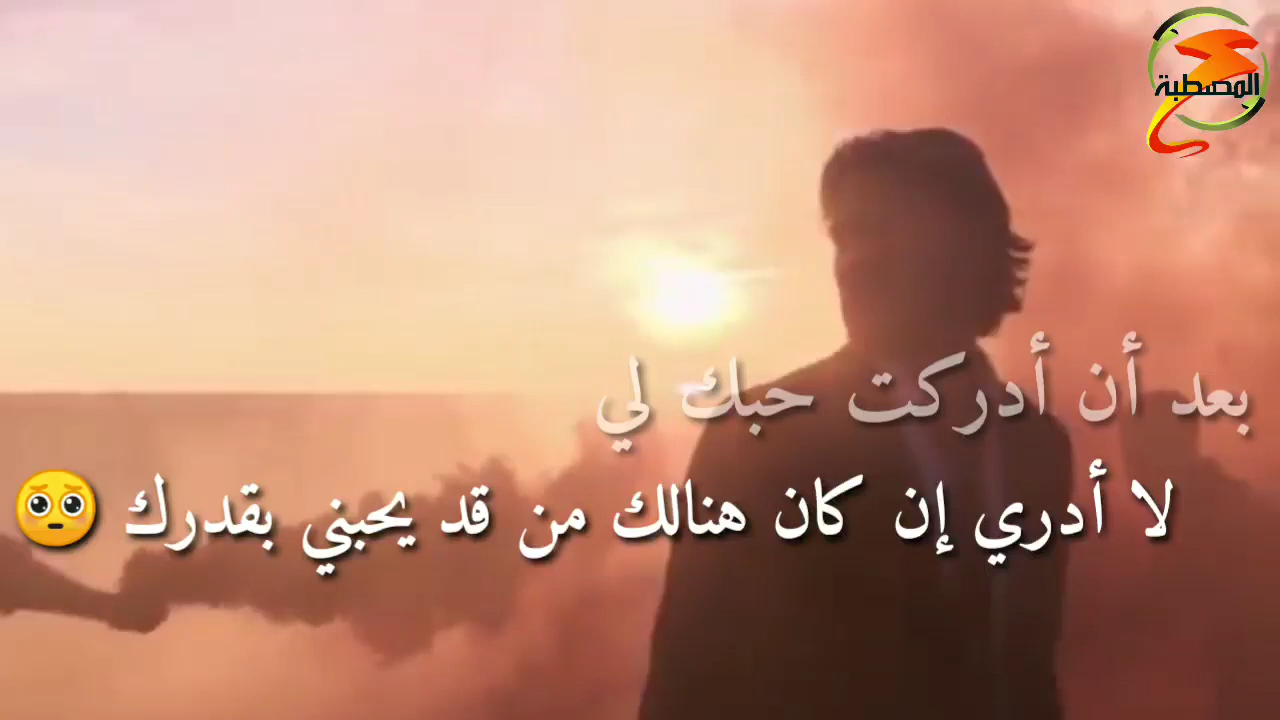 المصطبة
بعد أن أدركت حبك لي
لا أدري إن كان هنالك من قد يحبني بقدرك 🥺